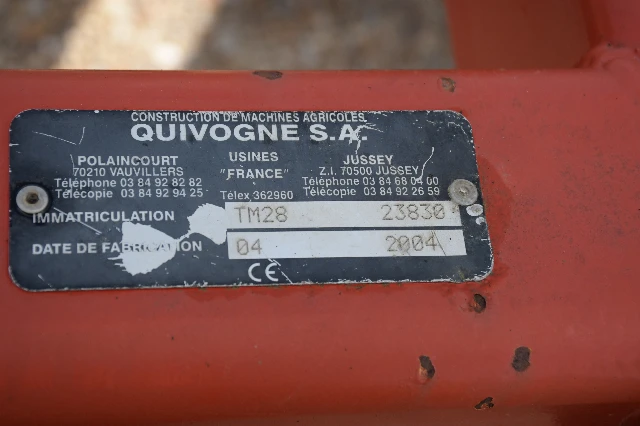 CONSTRUCTION DE MACHINES AGRICOLES
QUIVOGNE S.A.
POLAINCOURT
70210 VAUVILLERS
Téléphone 03 84 92 82 82
Télécopie 03 84 92 94 25
USINES
"FRANCE"
Télex 362960
JUSSEY
Z.I. 70500 JUSSEY
Téléphone 03 84 68 04 00
Télécopie 03 84 92 26 59
IMMATRICULATION TM28 23830
DATE DE FABRICATION 04 2004
CE